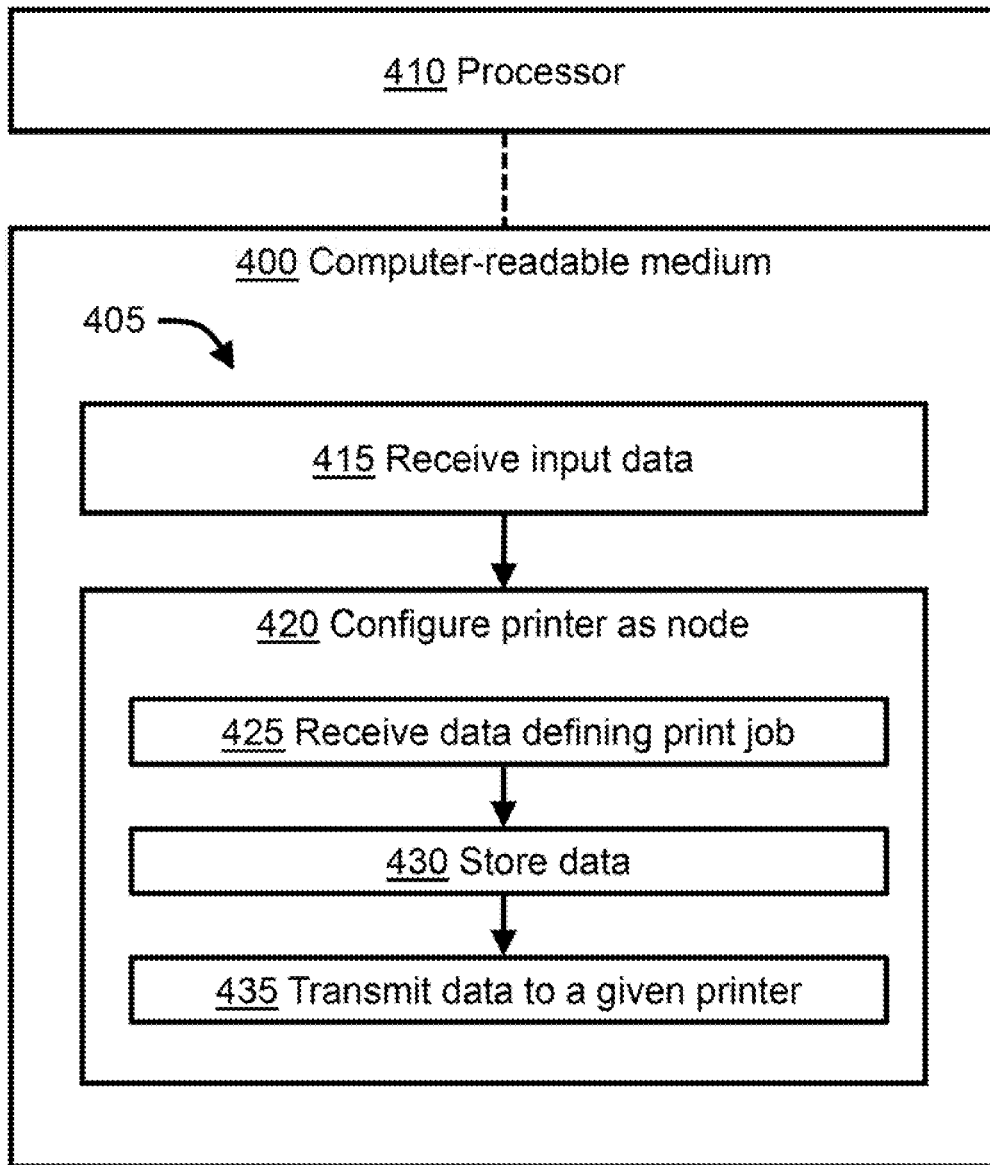 410 Processor
400 Computer-readable medium
405
415 Receive input data
420 Configure printer as node
425 Receive data defining print job
430 Store data
435 Transmit data to a given printer